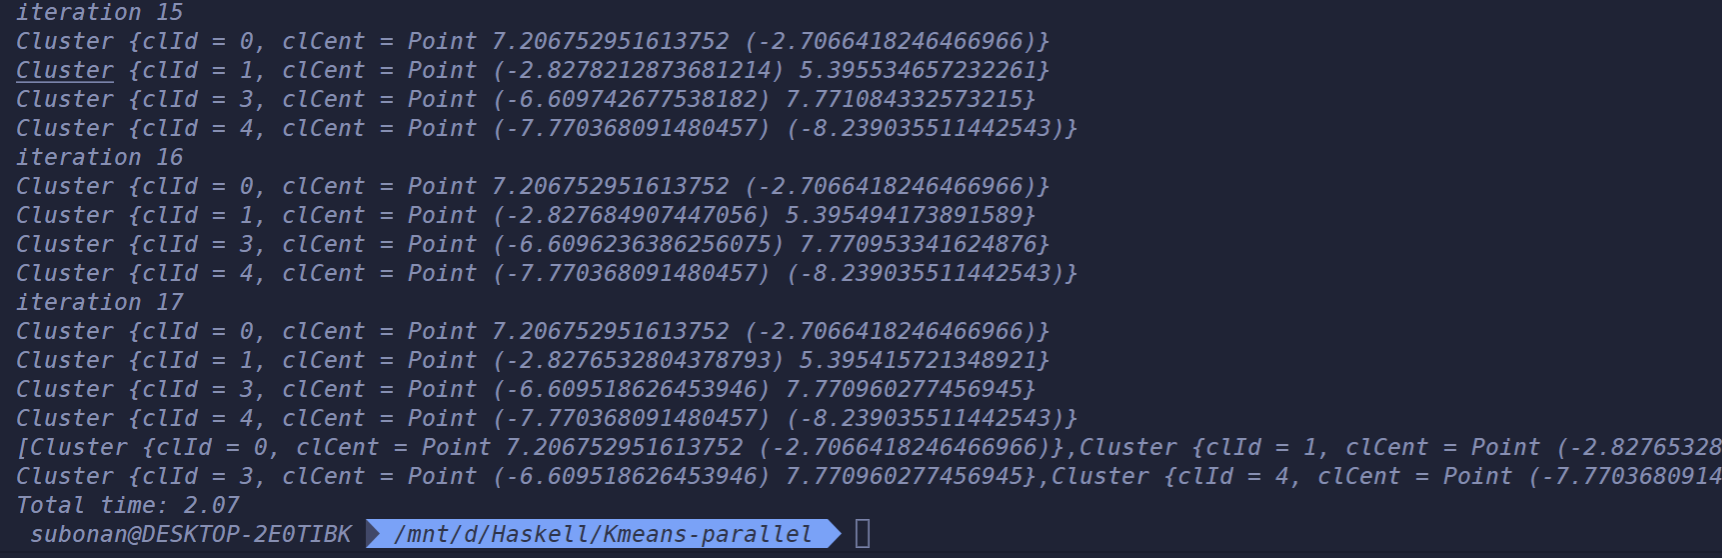 iteration 15
Cluster {clId = 0, clCent = Point 7.206752951613752 (-2.7066418246466966)}
Cluster {clId = 1, clCent = Point (-2.8278212873681214) 5.395534657232261}
Cluster {clId = 3, clCent = Point (-6.609742677538182) 7.771084332573215}
Cluster {clId = 4, clCent = Point (-7.770368091480457) (-8.239035511442543)}
iteration 16
Cluster {clId = 0, clCent = Point 7.206752951613752 (-2.7066418246466966)}
Cluster {clId = 1, clCent = Point (-2.827684907447056) 5.395494173891589}
Cluster {clId = 3, clCent = Point (-6.6096236386256075) 7.770953341624876}
Cluster {clId = 4, clCent = Point (-7.770368091480457) (-8.239035511442543)}
iteration 17
Cluster {clId = 0, clCent = Point 7.206752951613752 (-2.7066418246466966)}
Cluster {clId = 1, clCent = Point (-2.8276532804378793) 5.395415721348921}
Cluster {clId = 3, clCent = Point (-6.609518626453946) 7.770960277456945}
Cluster {clId = 4, clCent = Point (-7.770368091480457) (-8.239035511442543)}
[Cluster {clId = 0, clCent = Point 7.206752951613752 (-2.7066418246466966)},Cluster {clId = 1, clCent = Point (-2.82765328
Cluster {clId = 3, clCent = Point (-6.609518626453946) 7.770960277456945},Cluster {clId = 4, clCent = Point (-7.7703680914
Total time: 2.07
subonan@DESKTOP-2E0TIBK /mnt/d/Haskell/Kmeans-parallel